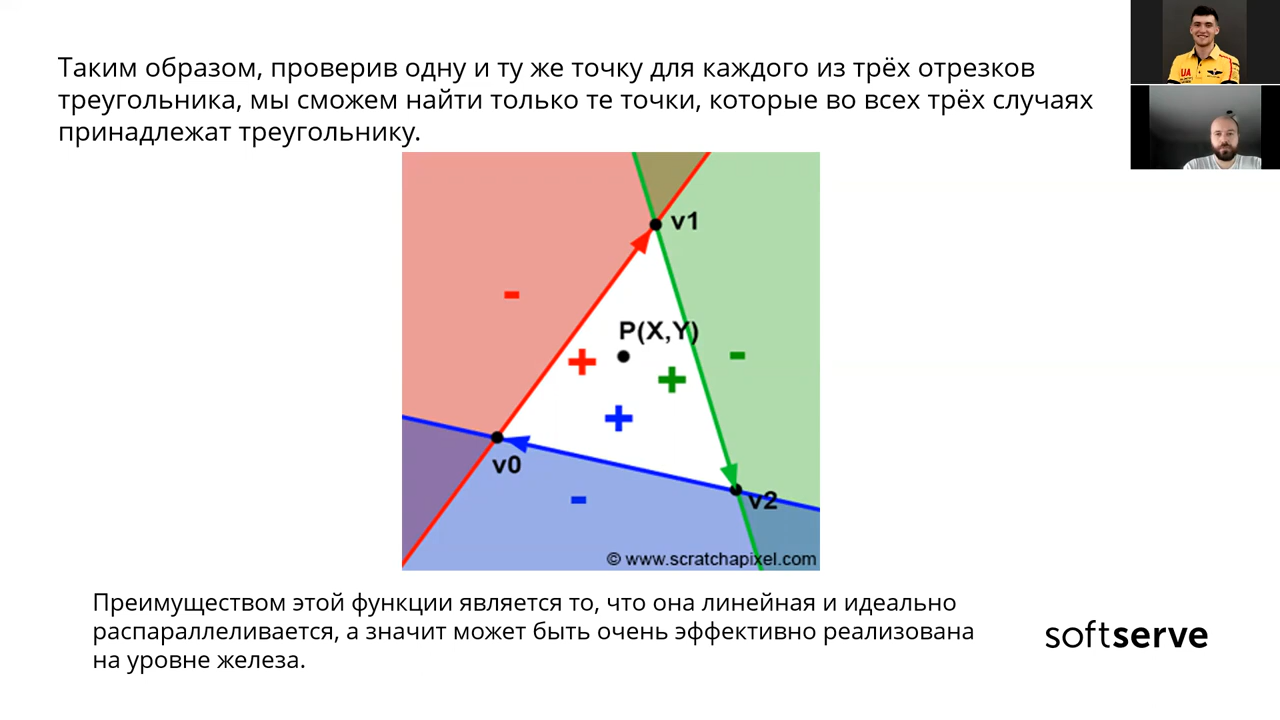 Таким образом, проверив одну и ту же точку для каждого из трёх отрезков
треугольника, мы сможем найти только те точки, которые во всех трёх случаях
принадлежат треугольнику.
v1
-
P(X,Y)
+
-
+
+
v0
-
v2
© www.scratchapixel.com
Преимуществом этой функции является то, что она линейная и идеально
распараллеливается, а значит может быть очень эффективно реализована
на уровне железа.
softserve
UA